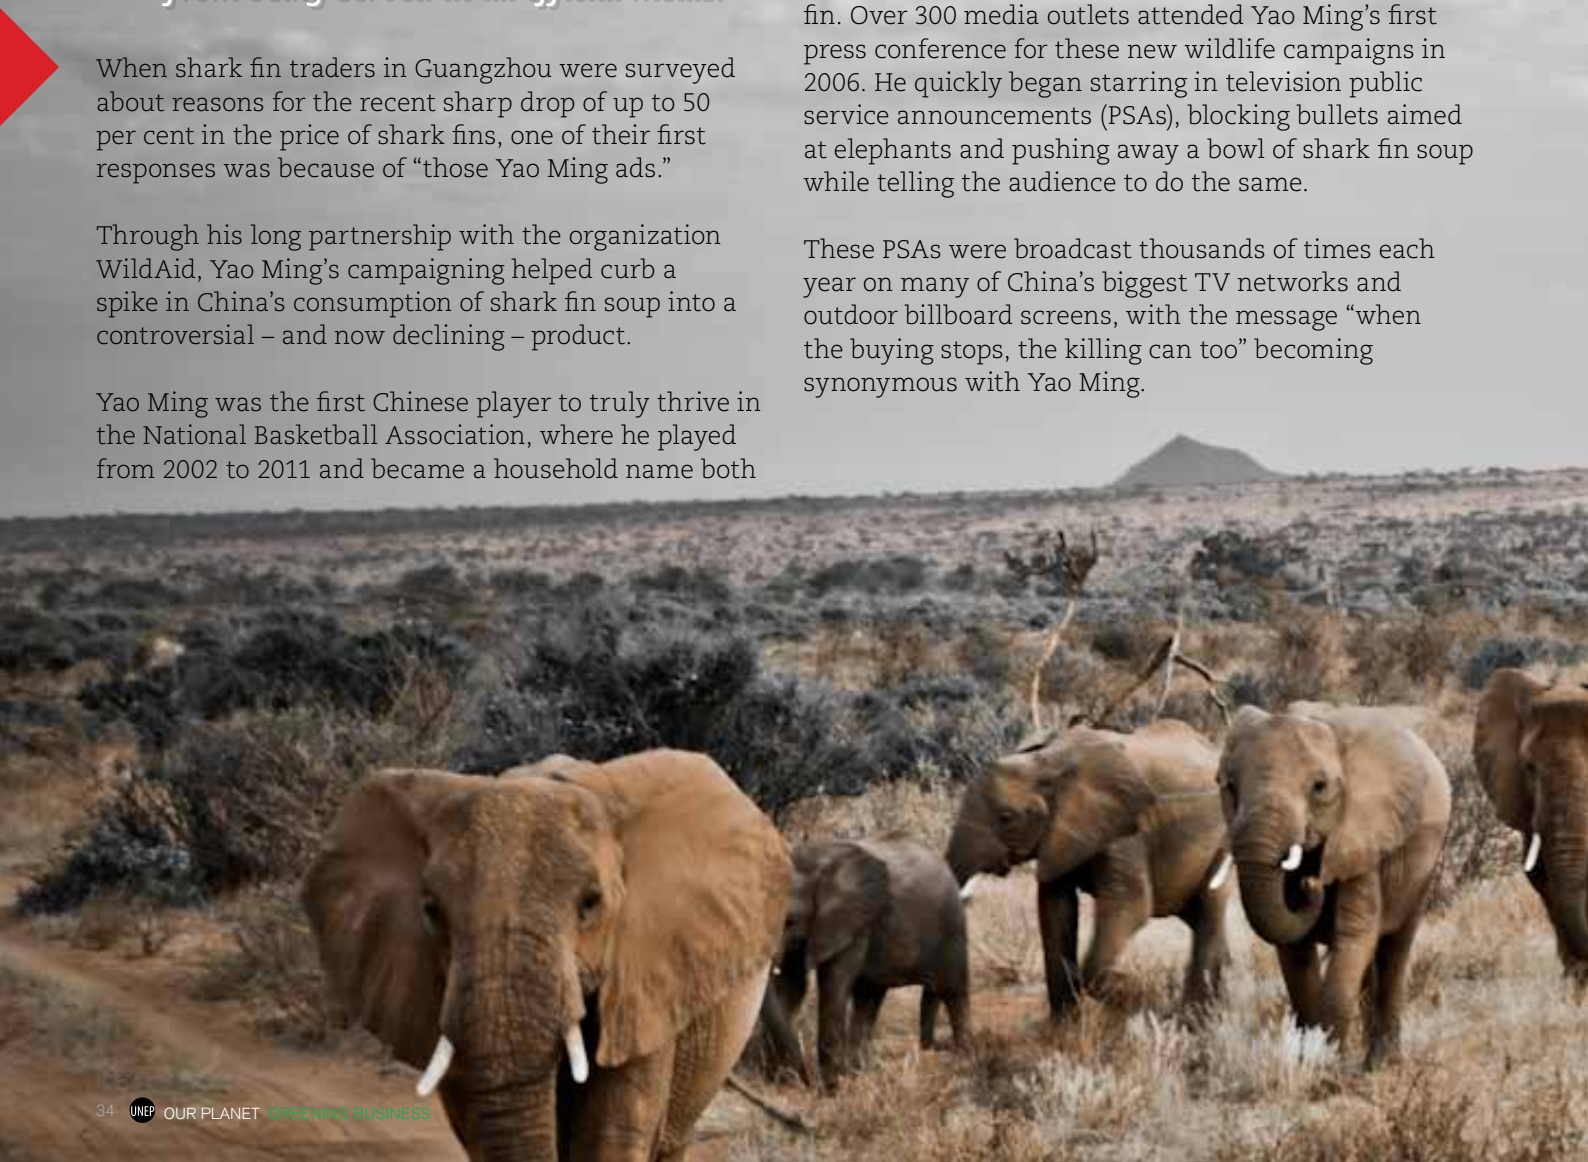 When shark fin traders in Guangzhou were surveyed
about reasons for the recent sharp drop of up to 50
per cent in the price of shark fins, one of their first
responses was because of “those Yao Ming ads.”
Through his long partnership with the organization
WildAid, Yao Ming’s campaigning helped curb a
spike in China’s consumption of shark fin soup into a
controversial – and now declining – product.
Yao Ming was the first Chinese player to truly thrive in
the National Basketball Association, where he played
from 2002 to 2011 and became a household name both
fin. Over 300 media outlets attended Yao Ming’s first
press conference for these new wildlife campaigns in
2006. He quickly began starring in television public
service announcements (PSAs), blocking bullets aimed
at elephants and pushing away a bowl of shark fin soup
while telling the audience to do the same.
These PSAs were broadcast thousands of times each
year on many of China’s biggest TV networks and
outdoor billboard screens, with the message “when
the buying stops, the killing can too” becoming
synonymous with Yao Ming.
34 UNEP OUR PLANET GREENING BUSINESS